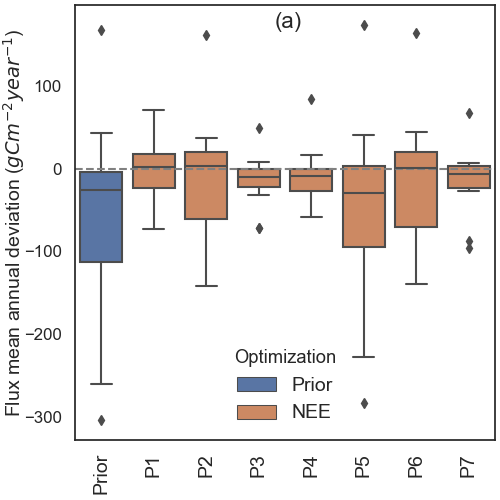 (a)
Flux mean annual deviation (gCm⁻²year⁻¹)
100
0
−100
−200
−300
Optimization
Prior
NEE
Prior
P1
P2
P3
P4
P5
P6
P7